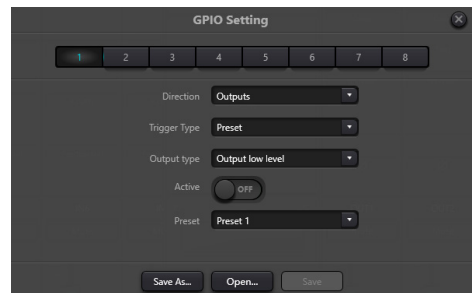 GPIO Setting
1 2 3 4 5 6 7 8
Direction Outputs
Trigger Type Preset
Output type Output low level
Active OFF
Preset Preset 1
Save As... Open... Save